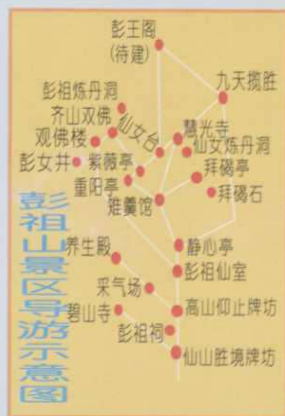 彭王阁
(待建)
九天揽胜
彭祖炼丹洞
齐山双佛
仙女台
慧光寺
观佛楼
仙女炼丹洞
彭女井
紫薇亭
拜碣亭
重阳亭
拜碣石
雉羹馆
静心亭
养生殿
彭祖仙室
采气场
碧山寺
高山仰止牌坊
彭祖祠
仙山胜境牌坊
彭祖山景区导游示意图